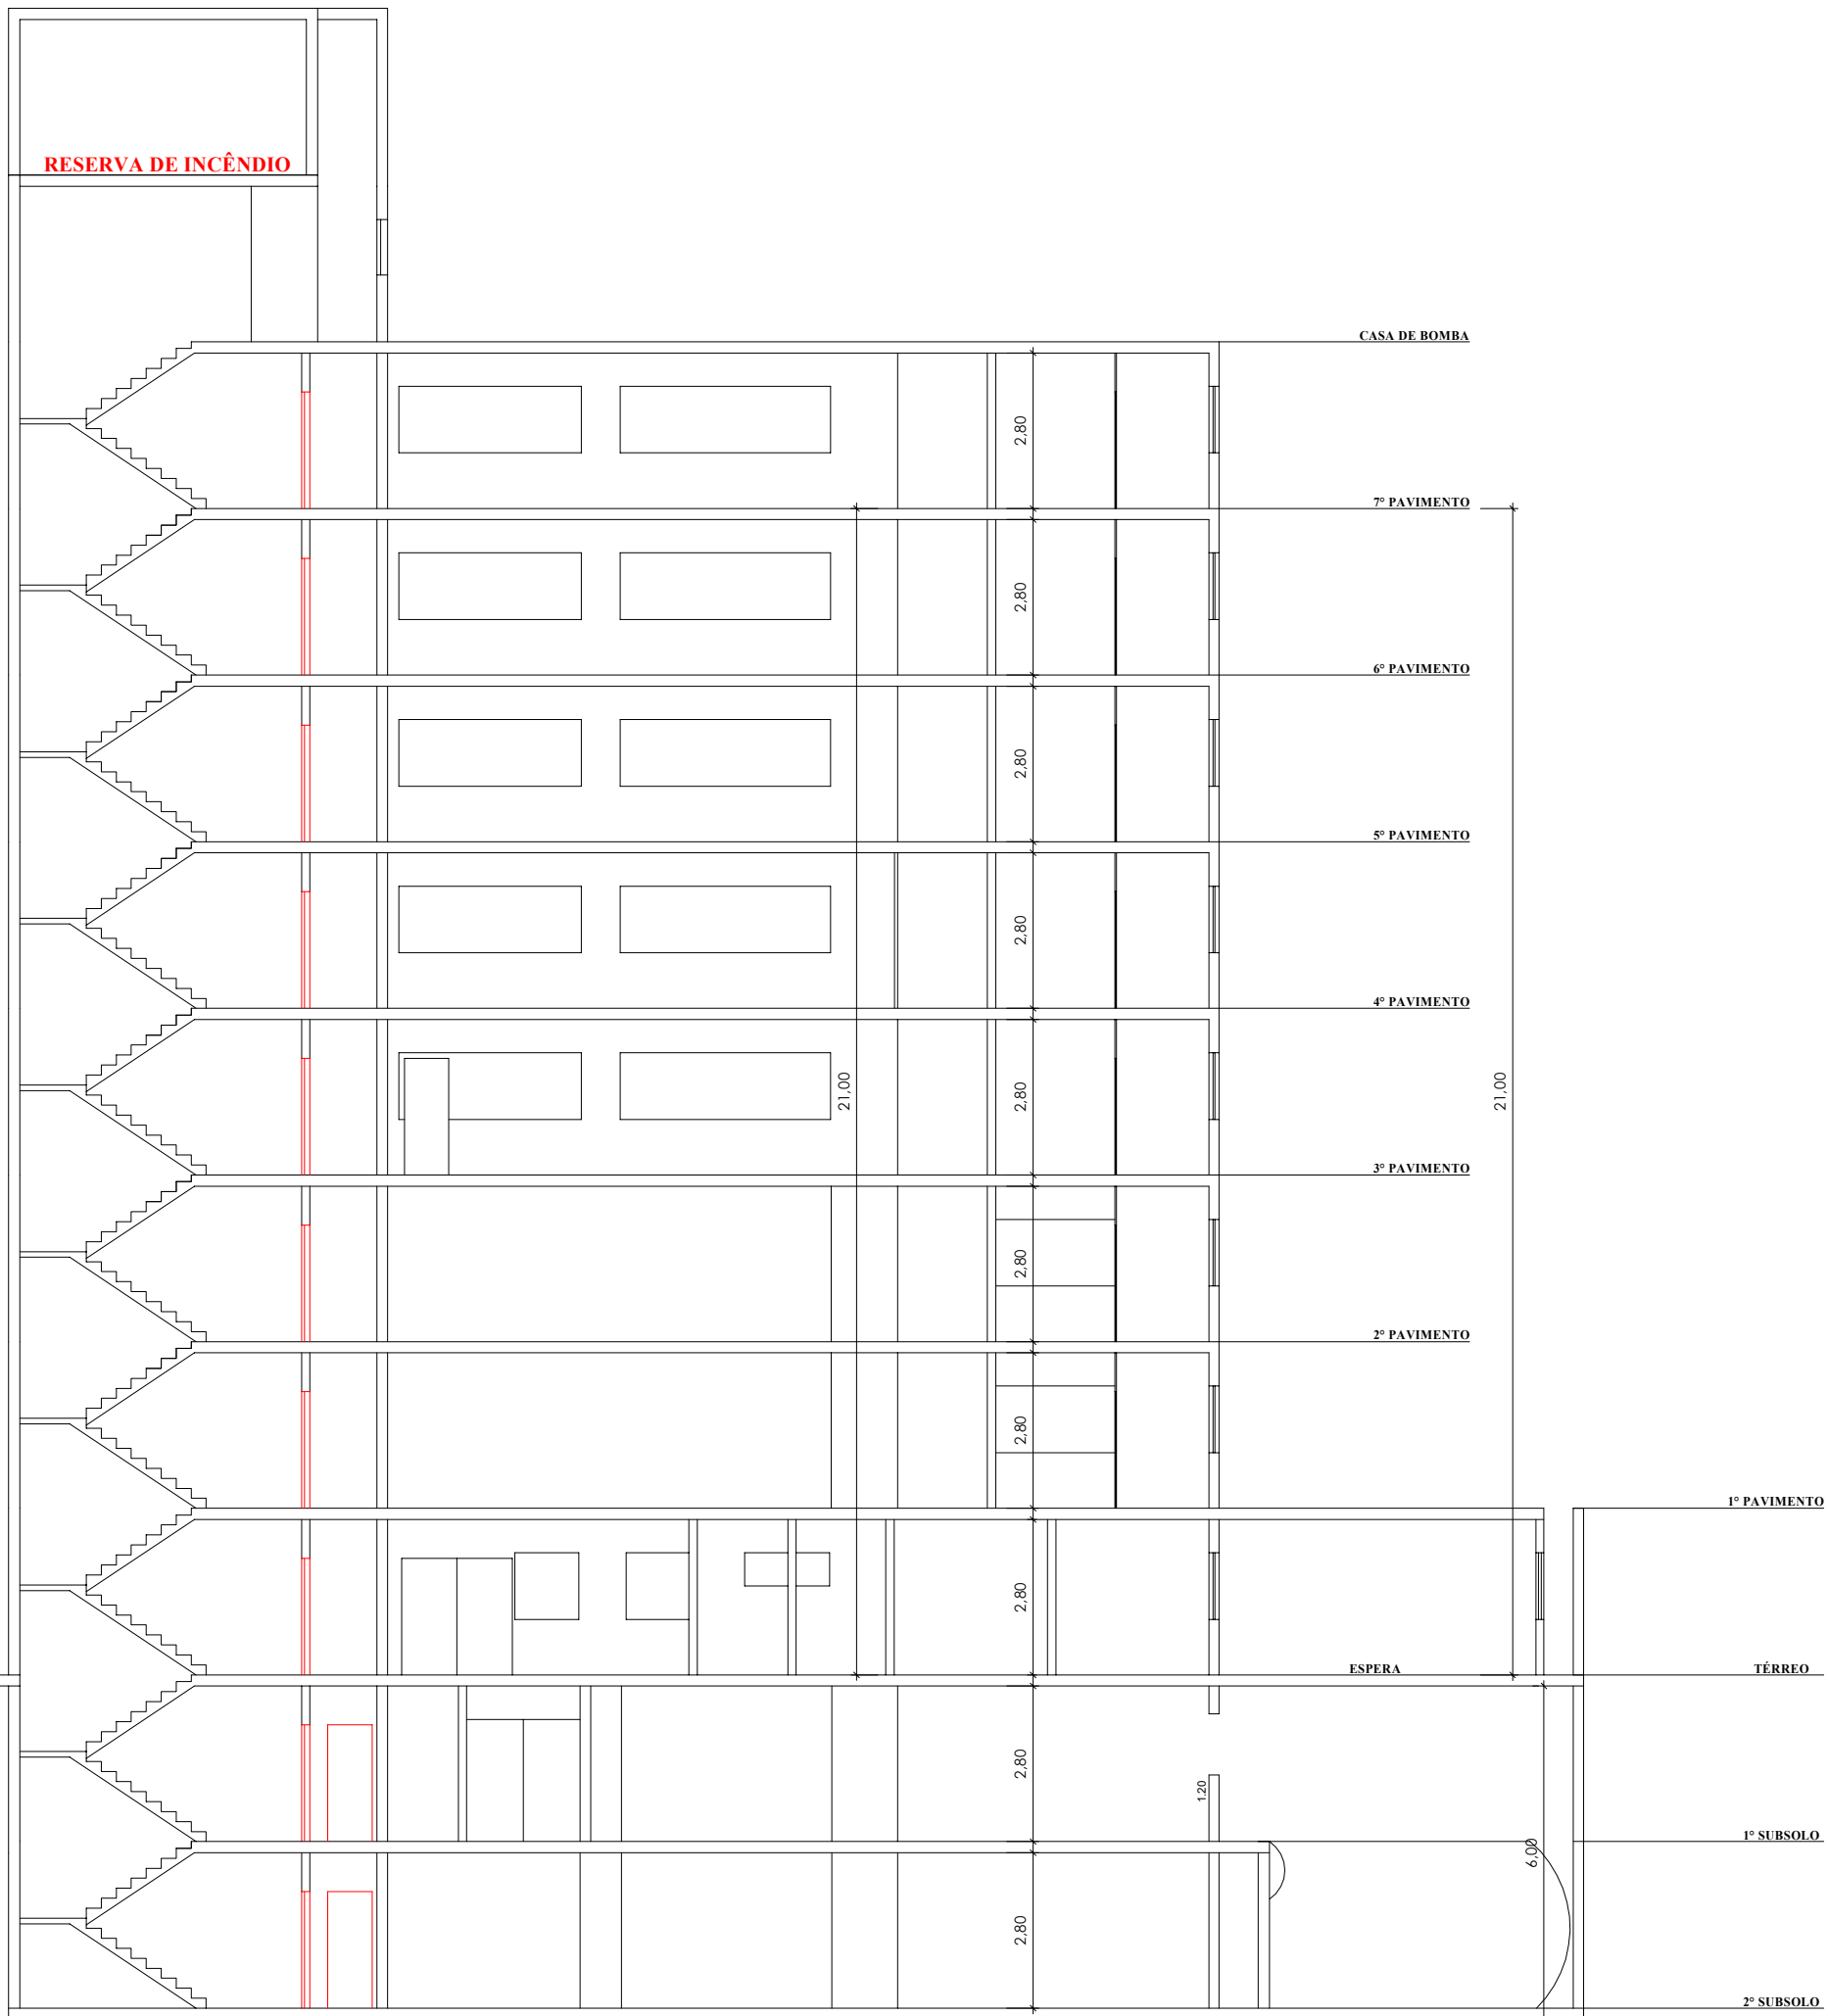 RESERVA DE INCÊNDIO
CASA DE BOMBA
2,80
7° PAVIMENTO
2,80
6° PAVIMENTO
2,80
5° PAVIMENTO
2,80
4° PAVIMENTO
21,00
2,80
21,00
3° PAVIMENTO
2,80
2° PAVIMENTO
2,80
1° PAVIMENTO
2,80
ESPERA
TÉRREO
2,80
1.20
1° SUBSOLO
6,00
2,80
2° SUBSOLO